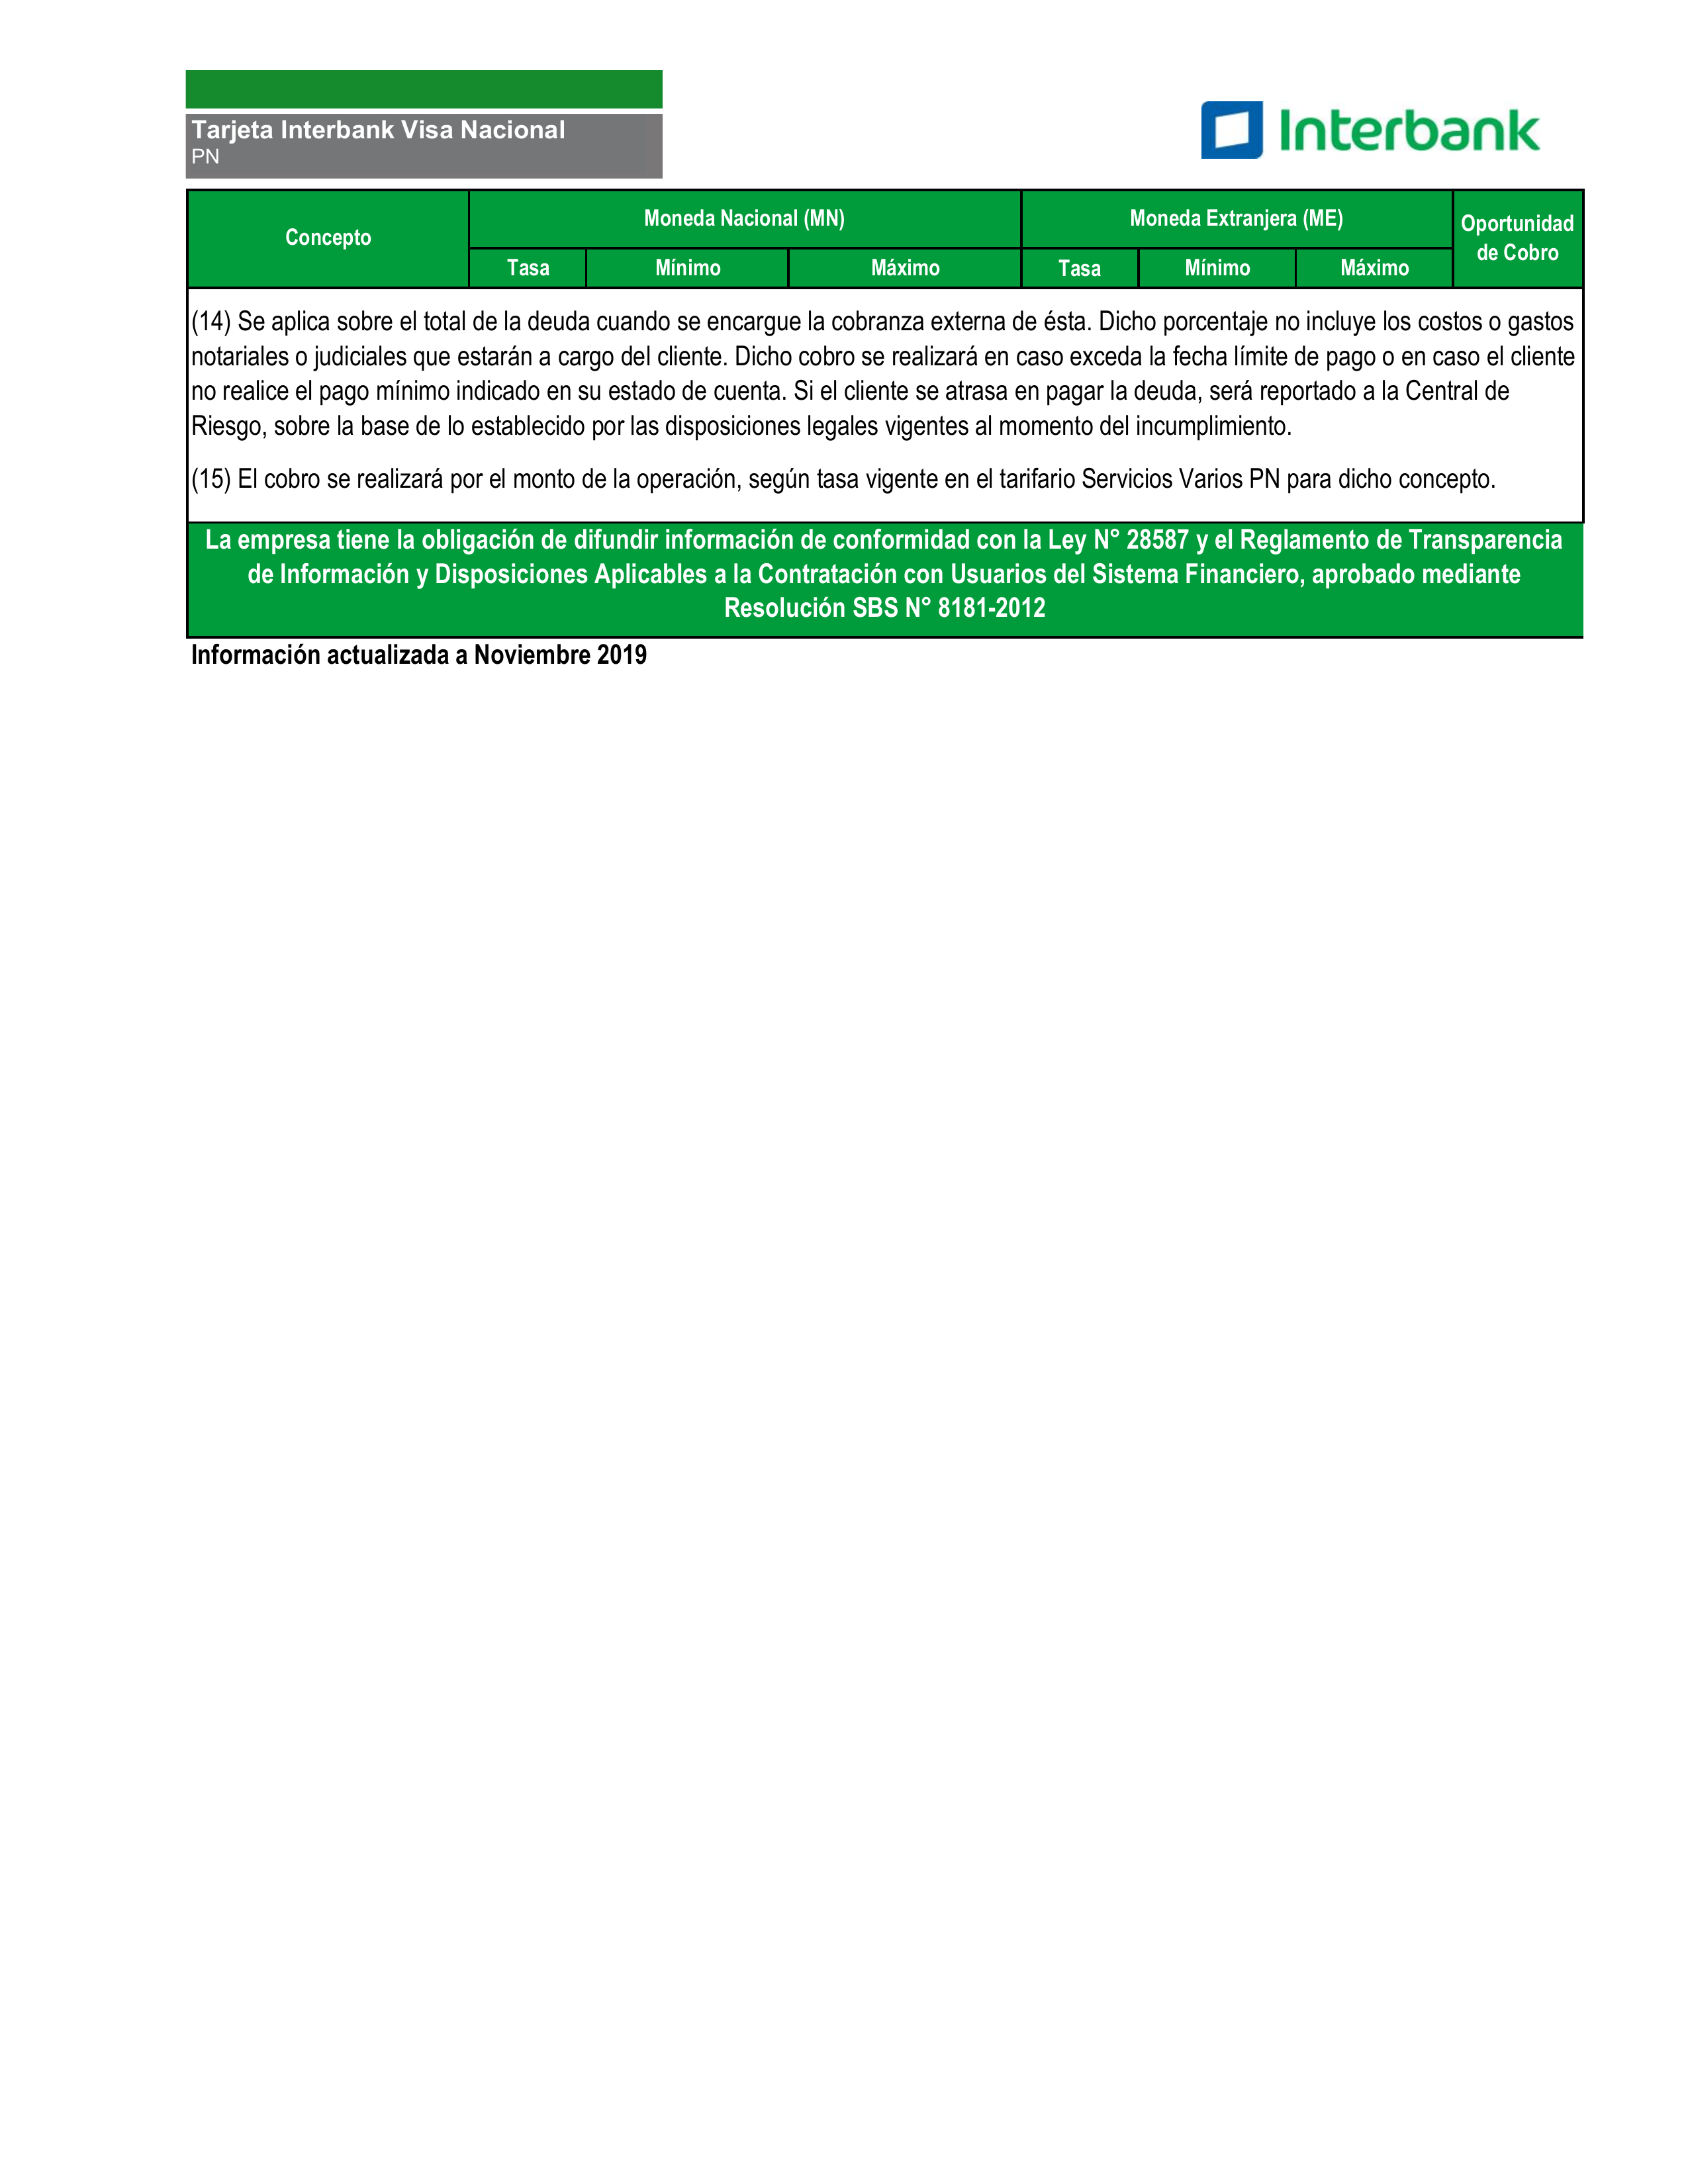 Tarjeta Interbank Visa Nacional
PN
Interbank
Concepto
Moneda Nacional (MN)
Moneda Extranjera (ME)
Oportunidad
de Cobro
Tasa
Mínimo
Máximo
Tasa
Mínimo
Máximo
(14) Se aplica sobre el total de la deuda cuando se encargue la cobranza externa de ésta. Dicho porcentaje no incluye los costos o gastos
notariales o judiciales que estarán a cargo del cliente. Dicho cobro se realizará en caso exceda la fecha límite de pago o en caso el cliente
no realice el pago mínimo indicado en su estado de cuenta. Si el cliente se atrasa en pagar la deuda, será reportado a la Central de
Riesgo, sobre la base de lo establecido por las disposiciones legales vigentes al momento del incumplimiento.
(15) El cobro se realizará por el monto de la operación, según tasa vigente en el tarifario Servicios Varios PN para dicho concepto.
La empresa tiene la obligación de difundir información de conformidad con la Ley N° 28587 y el Reglamento de Transparencia
de Información y Disposiciones Aplicables a la Contratación con Usuarios del Sistema Financiero, aprobado mediante
Resolución SBS N° 8181-2012
Información actualizada a Noviembre 2019